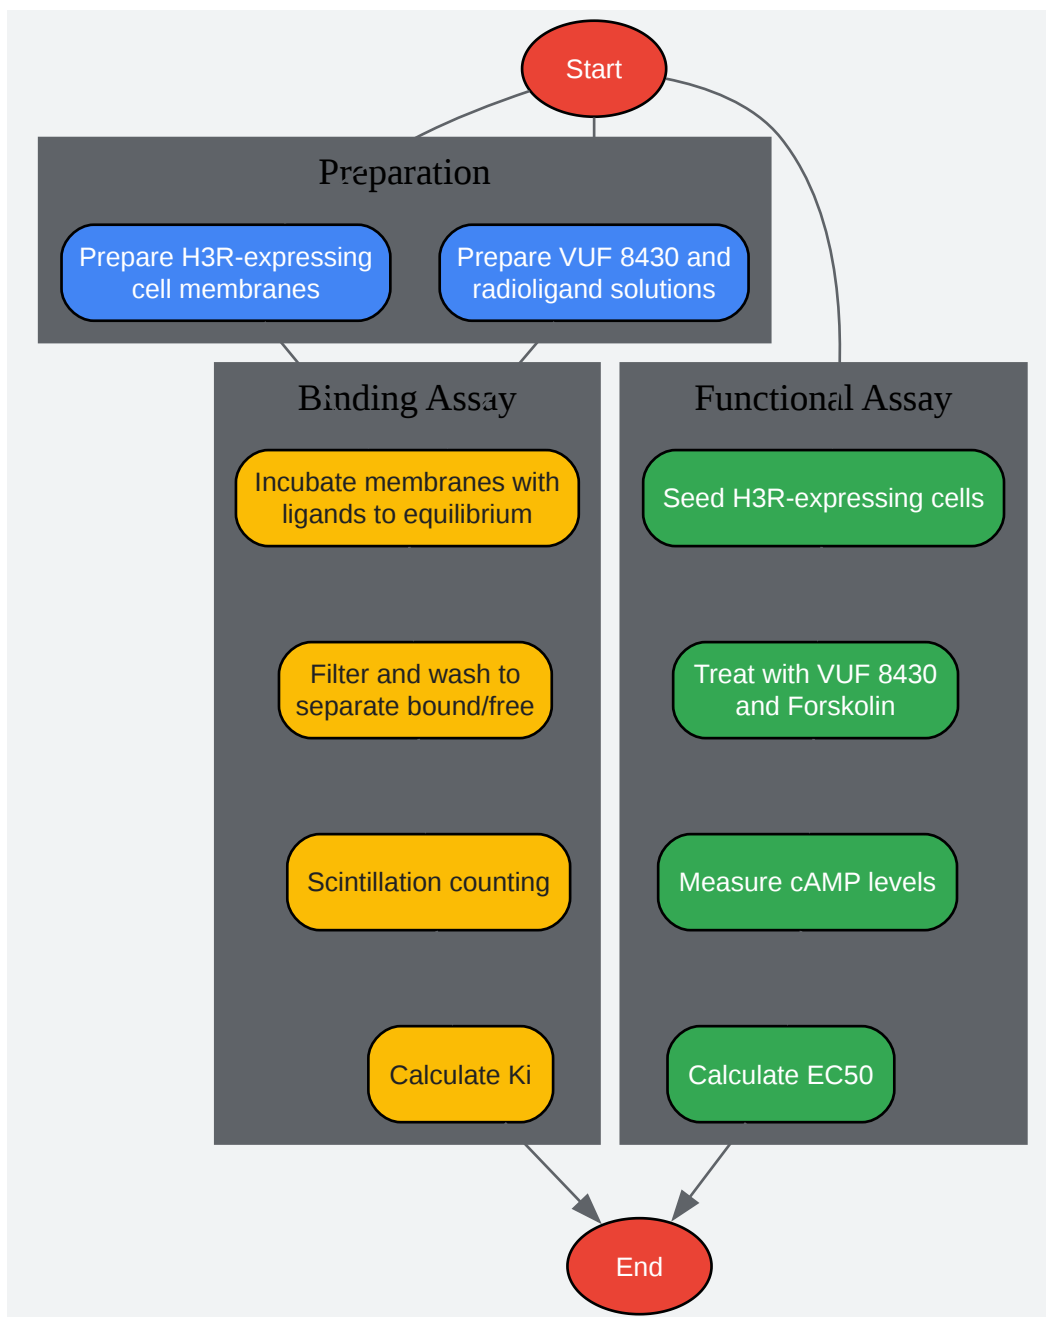 Start
Preparation
Prepare H3R-expressing
cell membranes
Prepare VUF 8430 and
radioligand solutions
Binding Assay
Incubate membranes with
ligands to equilibrium
Filter and wash to
separate bound/free
Scintillation counting
Calculate Ki
Functional Assay
Seed H3R-expressing cells
Treat with VUF 8430
and Forskolin
Measure cAMP levels
Calculate EC50
End